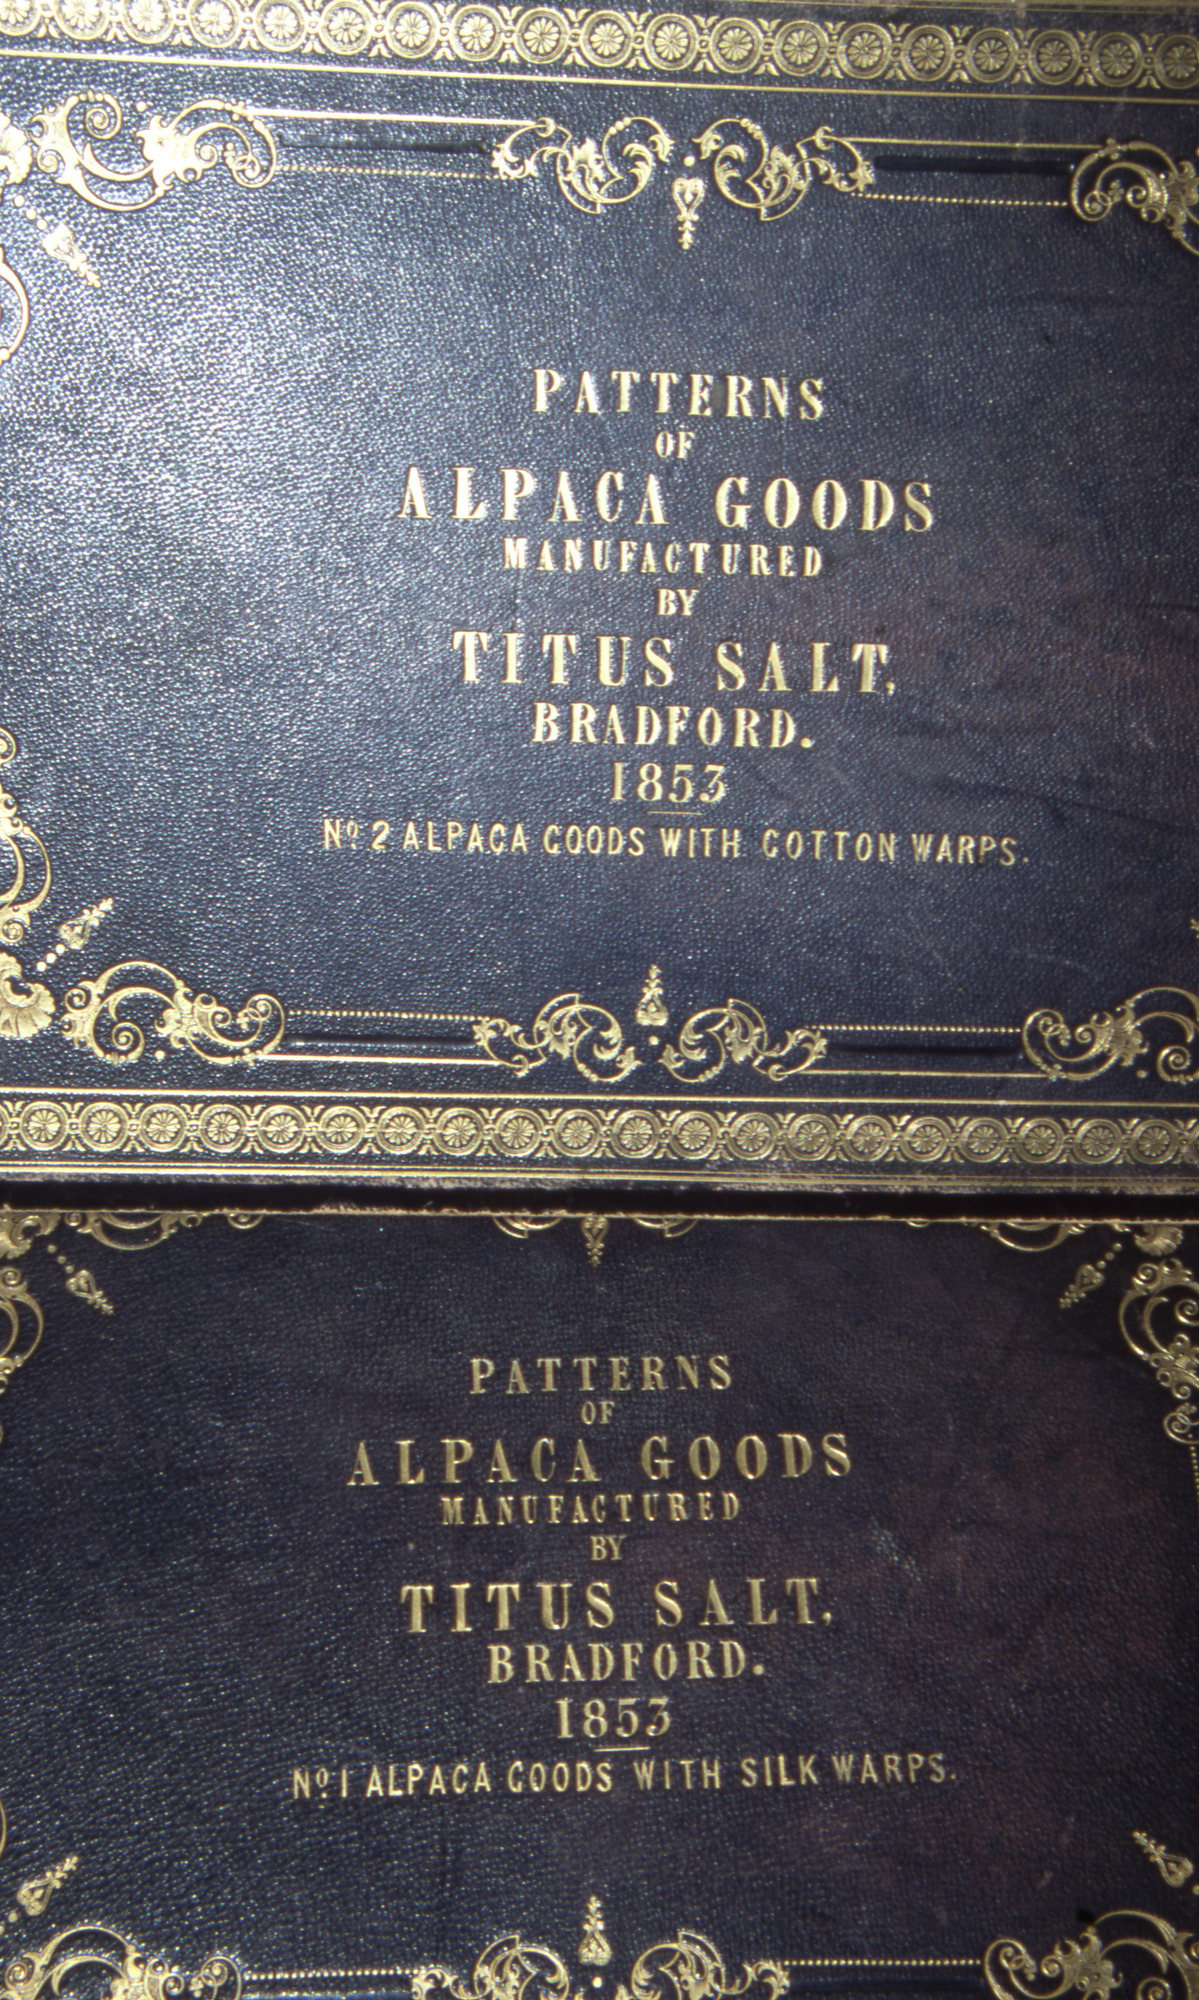 PATTERNS
OF
ALPACA GOODS
MANUFACTURED
BY
TITUS SALT,
BRADFORD.
1853
Nº 2 ALPACA GOODS WITH COTTON WARPS.
PATTERNS
OF
ALPACA GOODS
MANUFACTURED
BY
TITUS SALT,
BRADFORD.
1853
Nº 1 ALPACA GOODS WITH SILK WARPS.